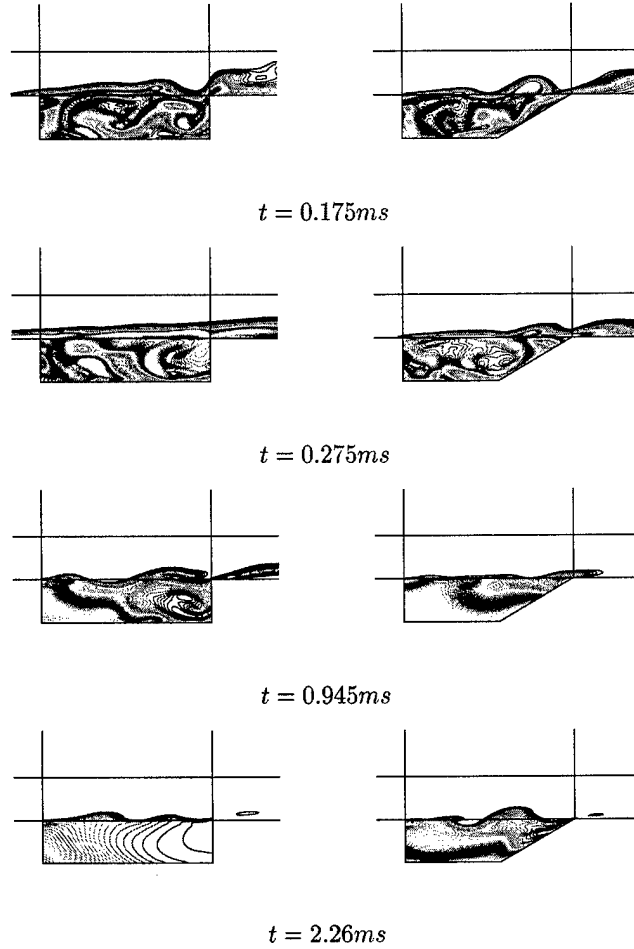 t = 0.175ms
t = 0.275ms
t = 0.945ms
t = 2.26ms